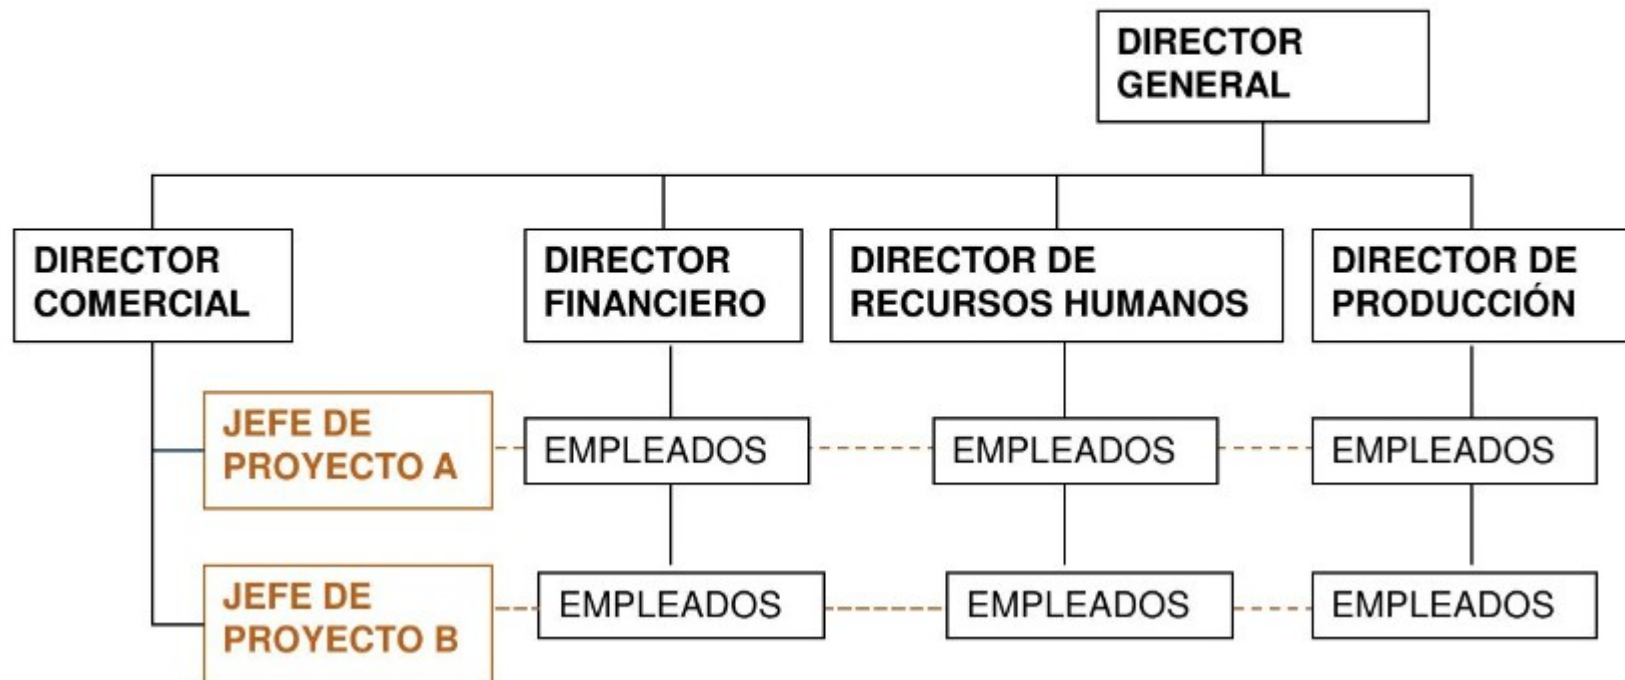 DIRECTOR
GENERAL
DIRECTOR
COMERCIAL
DIRECTOR
FINANCIERO
DIRECTOR DE
RECURSOS HUMANOS
DIRECTOR DE
PRODUCCIÓN
JEFE DE
PROYECTO A
EMPLEADOS
EMPLEADOS
EMPLEADOS
JEFE DE
PROYECTO B
EMPLEADOS
EMPLEADOS
EMPLEADOS